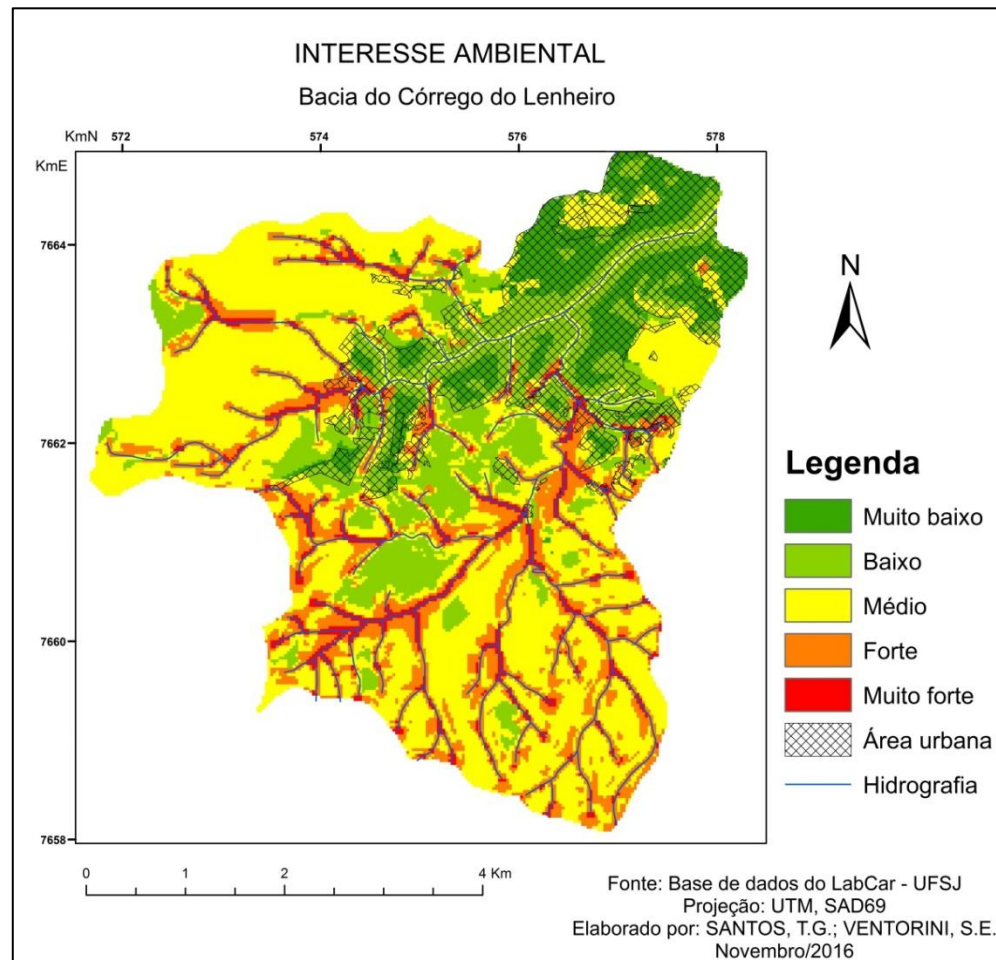 INTERESSE AMBIENTAL
Bacia do Córrego do Lenheiro
KmN 572 574 576 578
KmE
7664
7662
7660
7658
N
Legenda
Muito baixo
Baixo
Médio
Forte
Muito forte
Área urbana
Hidrografia
0 1 2 4 Km
Fonte: Base de dados do LabCar - UFSJ
Projeção: UTM, SAD69
Elaborado por: SANTOS, T.G.; VENTORINI, S.E.
Novembro/2016